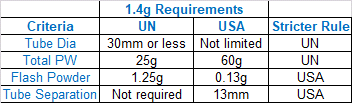 1.4g Requirements
Criteria UN USA Stricter Rule
Tube Dia 30mm or less Not limited UN
Total PW 25g 60g UN
Flash Powder 1.25g 0.13g USA
Tube Separation Not required 13mm USA